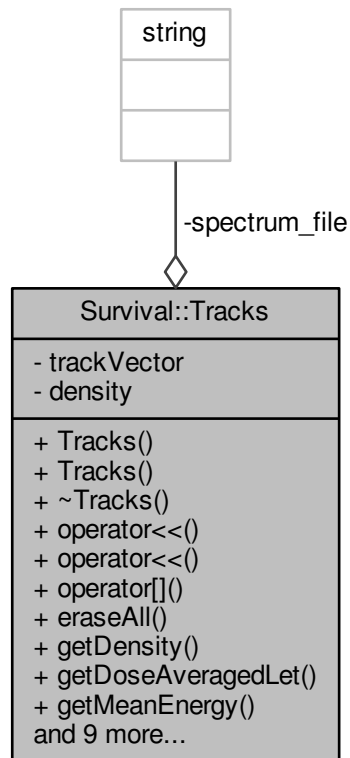 string
-spectrum_file
Survival::Tracks
- trackVector
- density
+ Tracks()
+ Tracks()
+ ~Tracks()
+ operator<<()
+ operator<<()
+ operator[]()
+ eraseAll()
+ getDensity()
+ getDoseAveragedLet()
+ getMeanEnergy()
and 9 more...